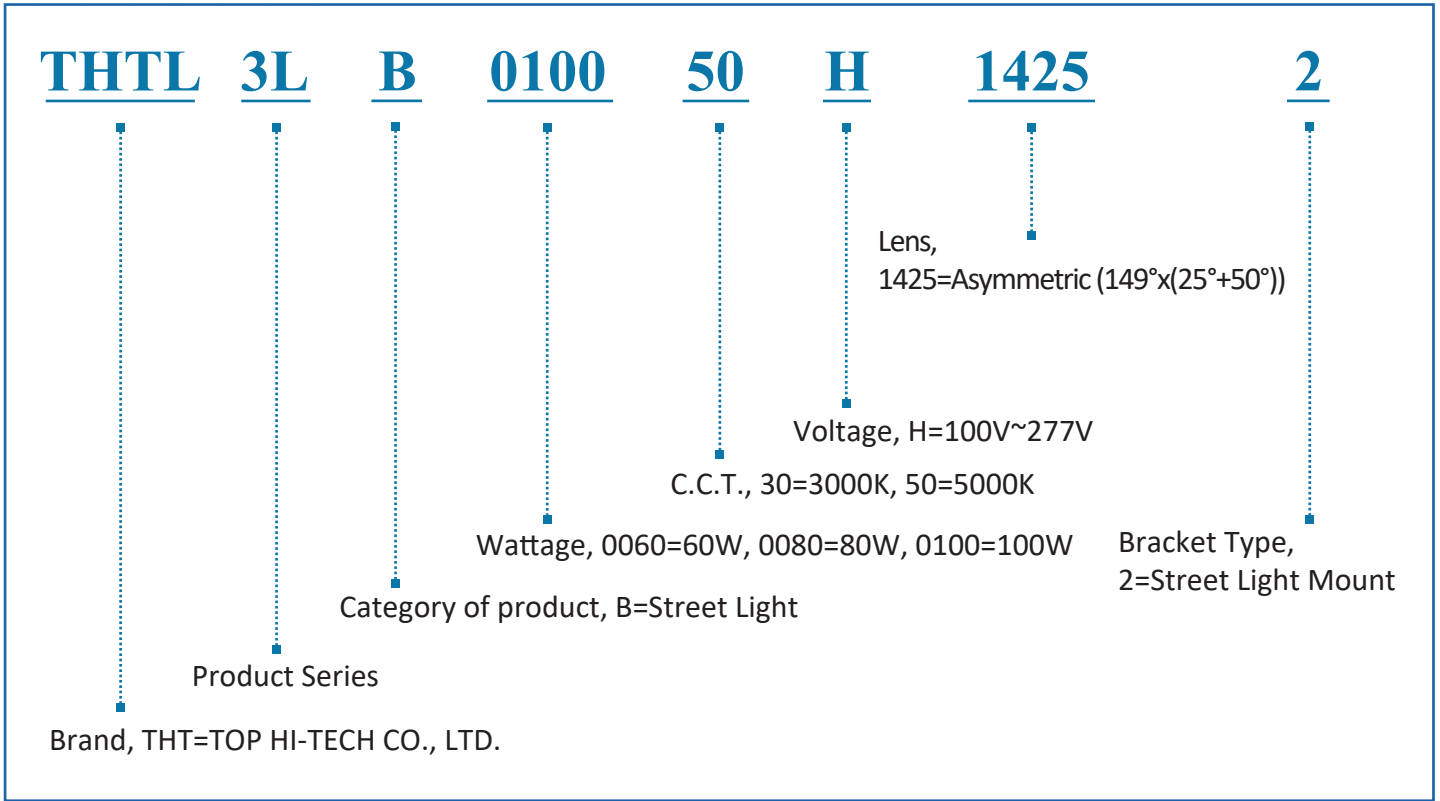 THTL 3L B 0100 50 H 1425 2
Lens,
1425=Asymmetric (149°x(25°+50°))
Voltage, H=100V~277V
C.C.T., 30=3000K, 50=5000K
Wattage, 0060=60W, 0080=80W, 0100=100W
Bracket Type,
2=Street Light Mount
Category of product, B=Street Light
Product Series
Brand, THT=TOP HI-TECH CO., LTD.